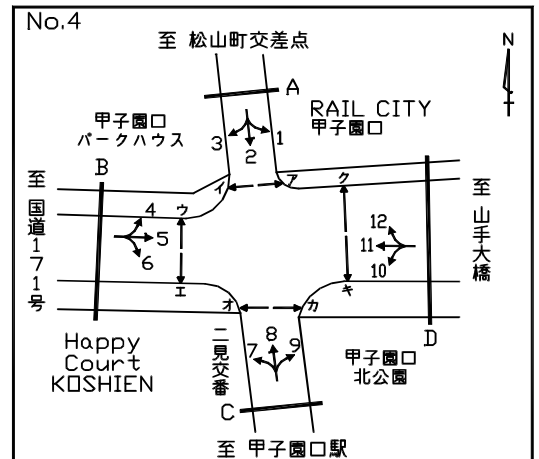 No.4
至 松山町交差点
N
A
RAIL CITY
甲子園口
甲子園口
パークハウス
3
2
1
イ
ア
ク
B
至 国道171号
至 山手大橋
4
5
6
ウ
エ
12
11
10
キ
オ
カ
D
Happy
Court
KOSHIEN
二見交番
7
8
9
甲子園口
北公園
C
至 甲子園口駅